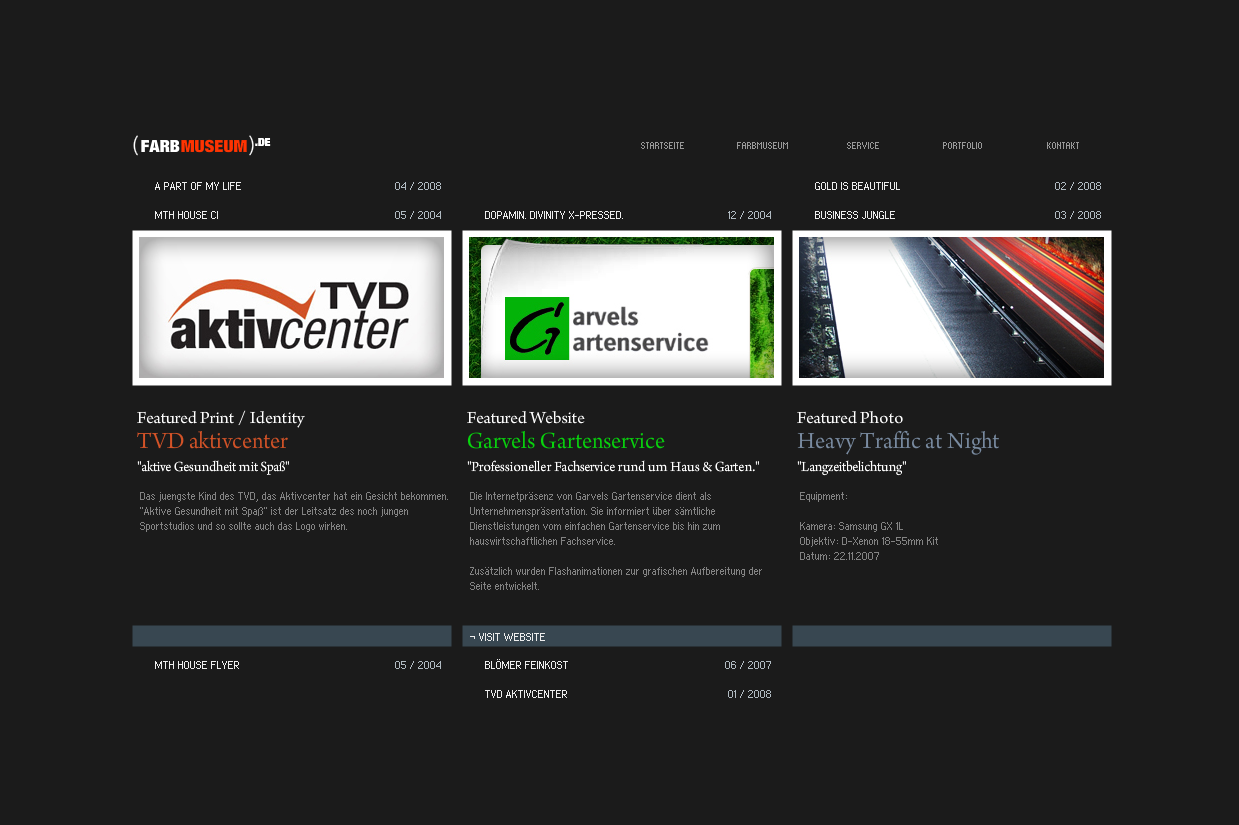 (FARBMUSEUM).DE
STARTSEITE
FARBMUSEUM
SERVICE
PORTFOLIO
KONTAKT
A PART OF MY LIFE 04 / 2008
MTH HOUSE CI 05 / 2004
DOPAMIN. DIVINITY X-PRESSED. 12 / 2004
GOLD IS BEAUTIFUL 02 / 2008
BUSINESS JUNGLE 03 / 2008
TVD
aktivcenter
Garvels
Gartenservice
Featured Print / Identity
TVD aktivcenter
"aktive Gesundheit mit Spaß"
Das juengste Kind des TVD, das Aktivcenter hat ein Gesicht bekommen.
"Aktive Gesundheit mit Spaß" ist der Leitsatz des noch jungen
Sportstudios und so sollte auch das Logo wirken.
Featured Website
Garvels Gartenservice
"Professioneller Fachservice rund um Haus & Garten."
Die Internetpräsenz von Garvels Gartenservice dient als
Unternehmenspräsentation. Sie informiert über sämtliche
Dienstleistungen vom einfachen Gartenservice bis hin zum
hauswirtschaftlichen Fachservice.
Zusätzlich wurden Flashanimationen zur grafischen Aufbereitung der
Seite entwickelt.
Featured Photo
Heavy Traffic at Night
"Langzeitbelichtung"
Equipment:
Kamera: Samsung GX 1L
Objektiv: D-Xenon 18-55mm Kit
Datum: 22.11.2007
¬ VISIT WEBSITE
MTH HOUSE FLYER 05 / 2004
BLÖMER FEINKOST 06 / 2007
TVD AKTIVCENTER 01 / 2008